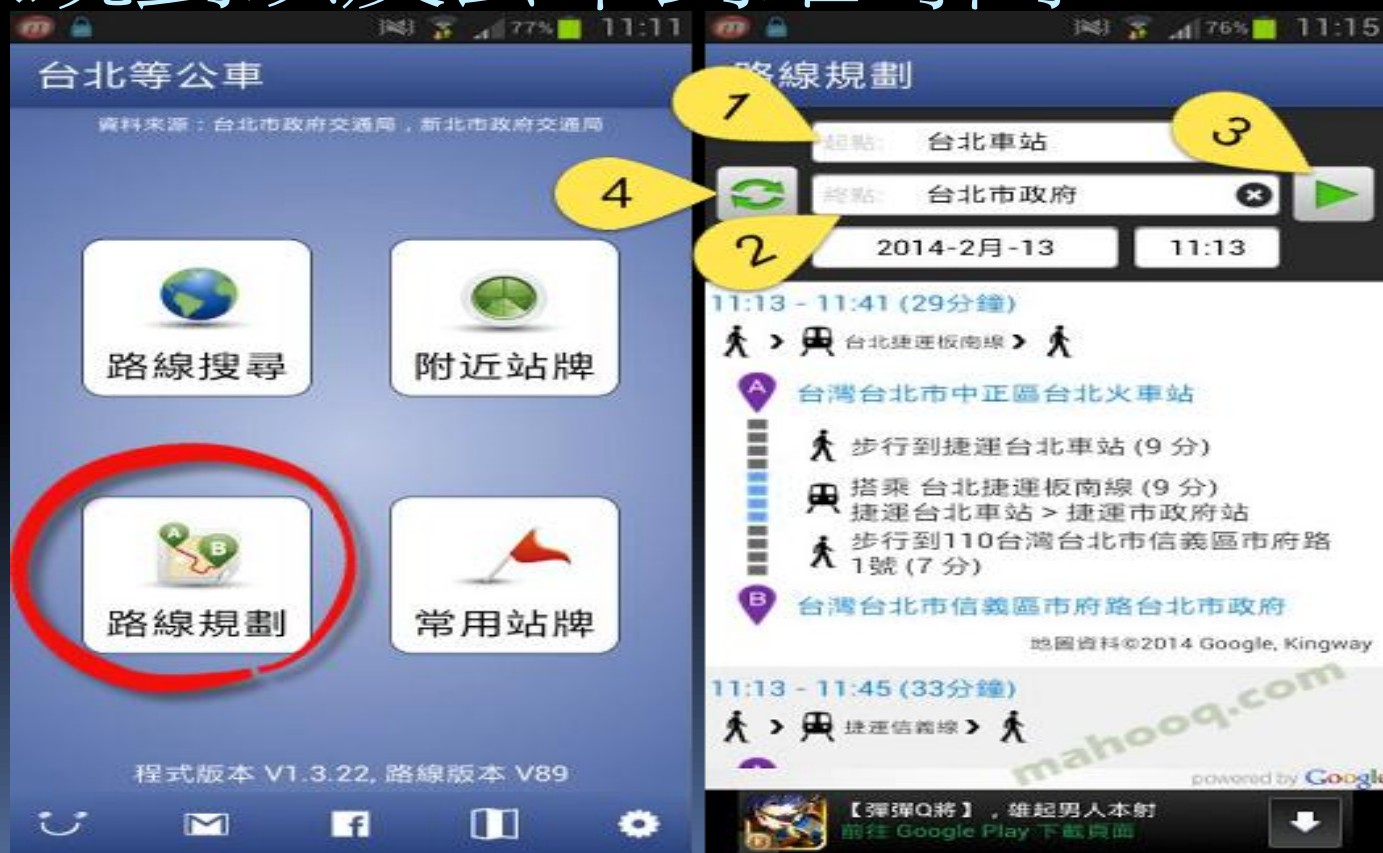 77% 11:11
台北等公車
資料來源：台北市政府交通局，新北市政府交通局
4
路線搜尋
附近站牌
路線規劃
常用站牌
程式版本 V1.3.22, 路線版本 V89
76% 11:15
路線規劃
1
3
起點: 台北車站
終點: 台北市政府
2
2014-2月-13 11:13
11:13 - 11:41 (29分鐘)
台北捷運板南線
A 台灣台北市中正區台北火車站
步行到捷運台北車站 (9 分)
搭乘 台北捷運板南線 (9 分)
捷運台北車站 > 捷運市政府站
步行到110台灣台北市信義區市府路
1號 (7 分)
B 台灣台北市信義區市府路台北市政府
地圖資料©2014 Google, Kingway
11:13 - 11:45 (33分鐘)
捷運信義線
mahooq.com
powered by Google
【彈彈Q將】，雄起男人本射
前往 Google Play 下載頁面